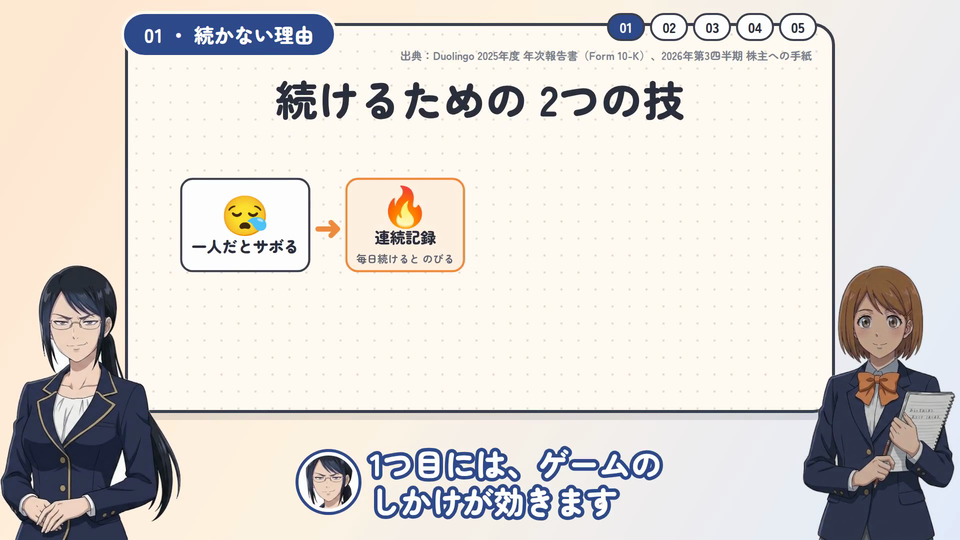 01 ・ 続かない理由
01 02 03 04 05
出典：Duolingo 2025年度 年次報告書（Form 10-K）、2026年第3四半期 株主への手紙
続けるための 2つの技
一人だとサボる
連続記録
毎日続けると のびる
1つ目には、ゲームの
しかけが効きます